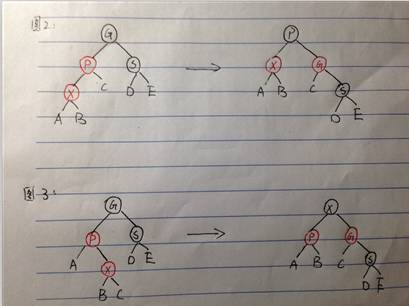 图2:
G P
P S X G
X C D E A B C S
A B D E
图3:
G X
P S P G
A X D E A B C S
B C D E